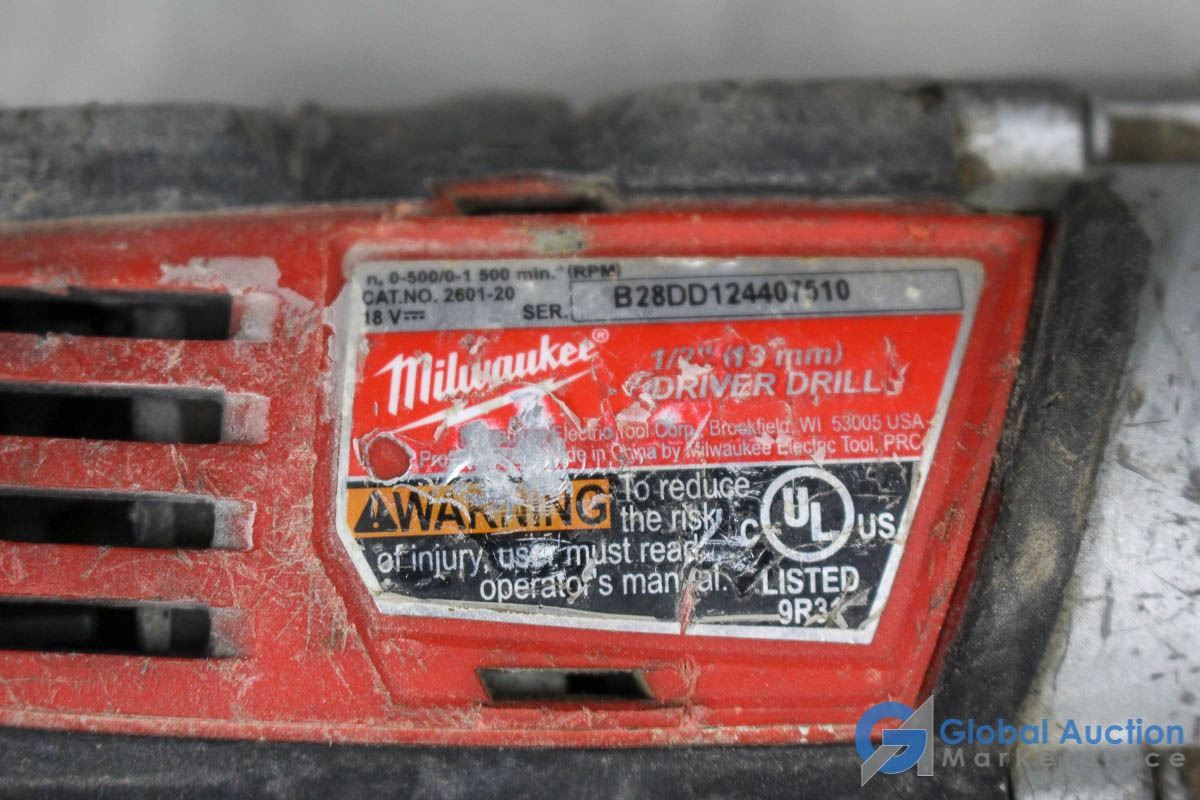 n, 0-500/0-1 500 min.⁻¹ (RPM)
CAT.NO. 2601-20
18 V SER. B28DD124407510
Milwaukee®
1/2" (13 mm)
DRIVER DRILL
Electric Tool Corp. Brookfield, WI 53005 USA
Made in China by Milwaukee Electric Tool, PRC
WARNING To reduce
the risk
of injury, user must read
operator's manual.
C UL US
LISTED
9R3
Global Auction
Marketplace